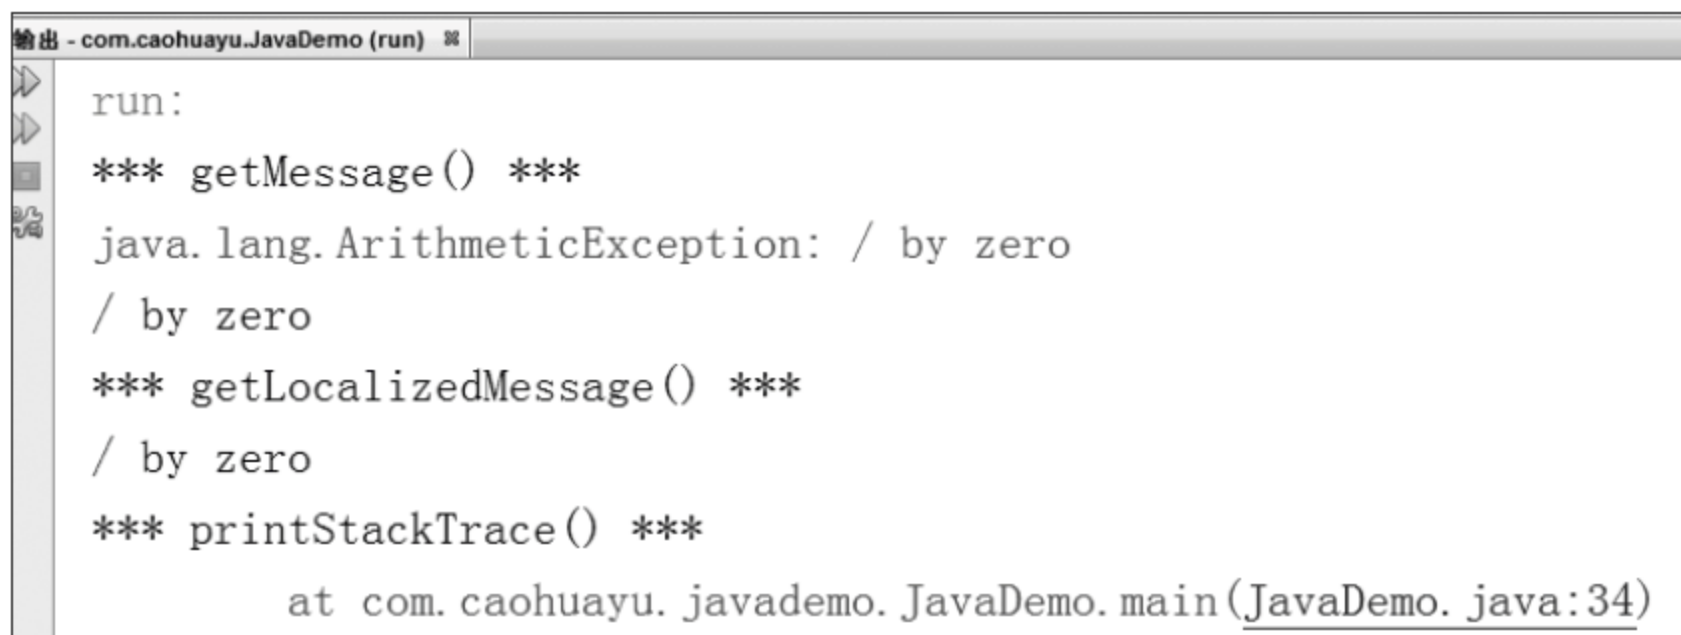 输出 - com.caohuayu.JavaDemo (run)
run:
*** getMessage() ***
java.lang.ArithmeticException: / by zero
/ by zero
*** getLocalizedMessage() ***
/ by zero
*** printStackTrace() ***
at com.caohuayu.javademo.JavaDemo.main(JavaDemo.java:34)